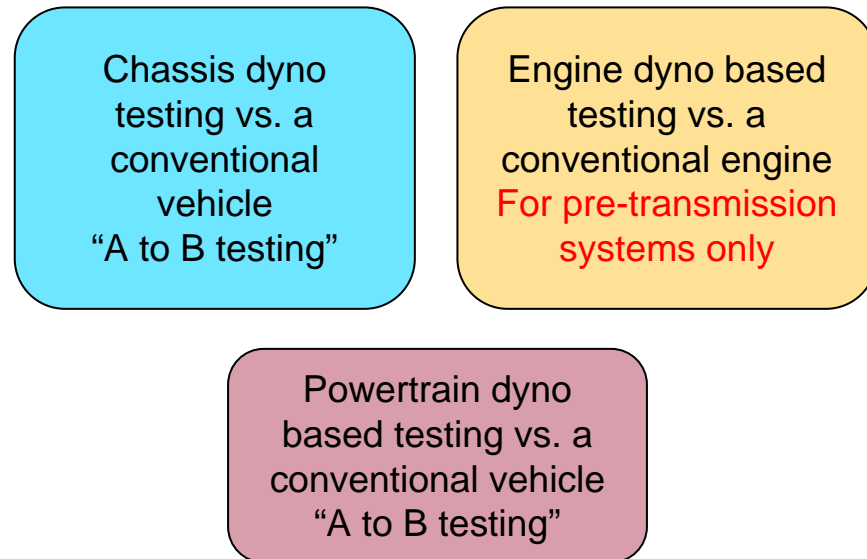 Chassis dyno
testing vs. a
conventional
vehicle
“A to B testing”
Engine dyno based
testing vs. a
conventional engine
For pre-transmission
systems only
Powertrain dyno
based testing vs. a
conventional vehicle
“A to B testing”